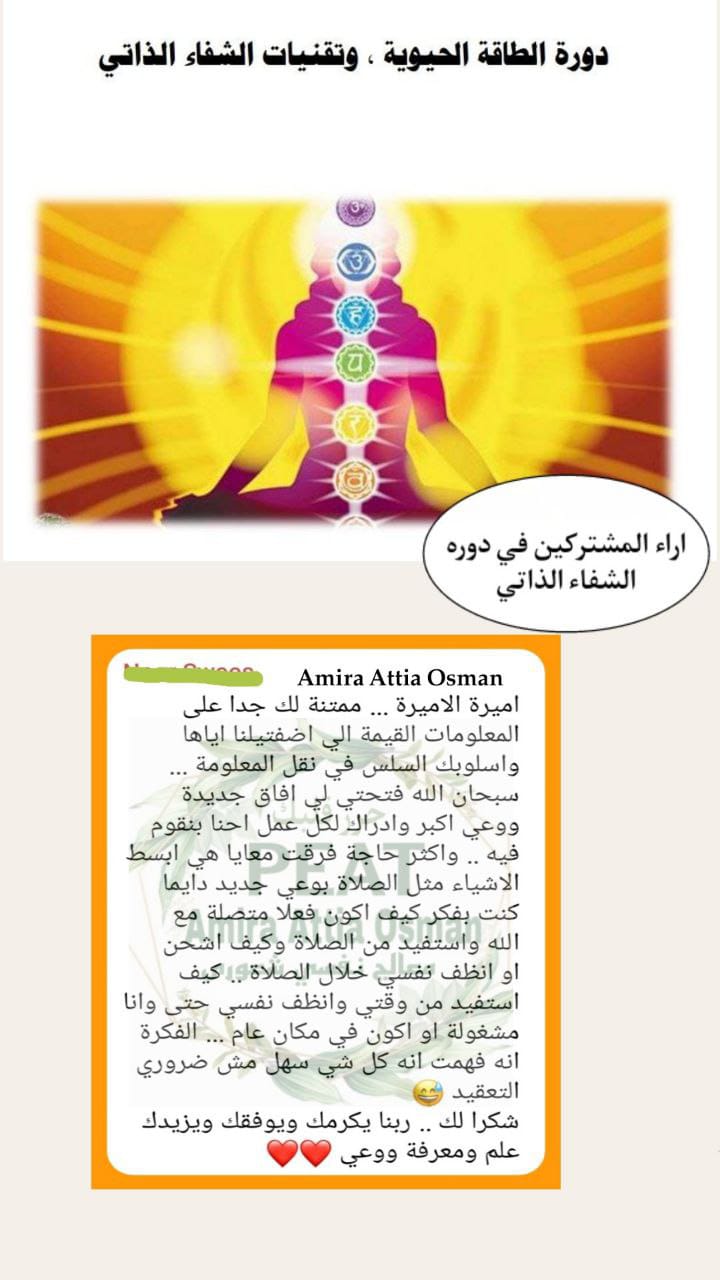 دورة الطاقة الحيوية ، وتقنيات الشفاء الذاتي
اراء المشتركين في دوره
الشفاء الذاتي
Amira Attia Osman
اميرة الاميرة ... ممتنة لك جدا على
المعلومات القيمة الي اضفتيلنا اياها
واسلوبك السلس في نقل المعلومة ...
سبحان الله فتحتي لي افاق جديدة
ووعي اكبر وادراك لكل عمل احنا بنقوم
فيه .. واكثر حاجة فرقت معايا هي ابسط
الاشياء مثل الصلاة بوعي جديد دايما
كنت بفكر كيف اكون فعلا متصلة مع
الله واستفيد من الصلاة وكيف اشحن
او انظف نفسي خلال الصلاة .. كيف
استفيد من وقتي وانظف نفسي حتى وانا
مشغولة او اكون في مكان عام ... الفكرة
انه فهمت انه كل شي سهل مش ضروري
التعقيد 😅
شكرا لك .. ربنا يكرمك ويوفقك ويزيدك
علم ومعرفة ووعي ❤️❤️
PEAT
Amira Attia Osman